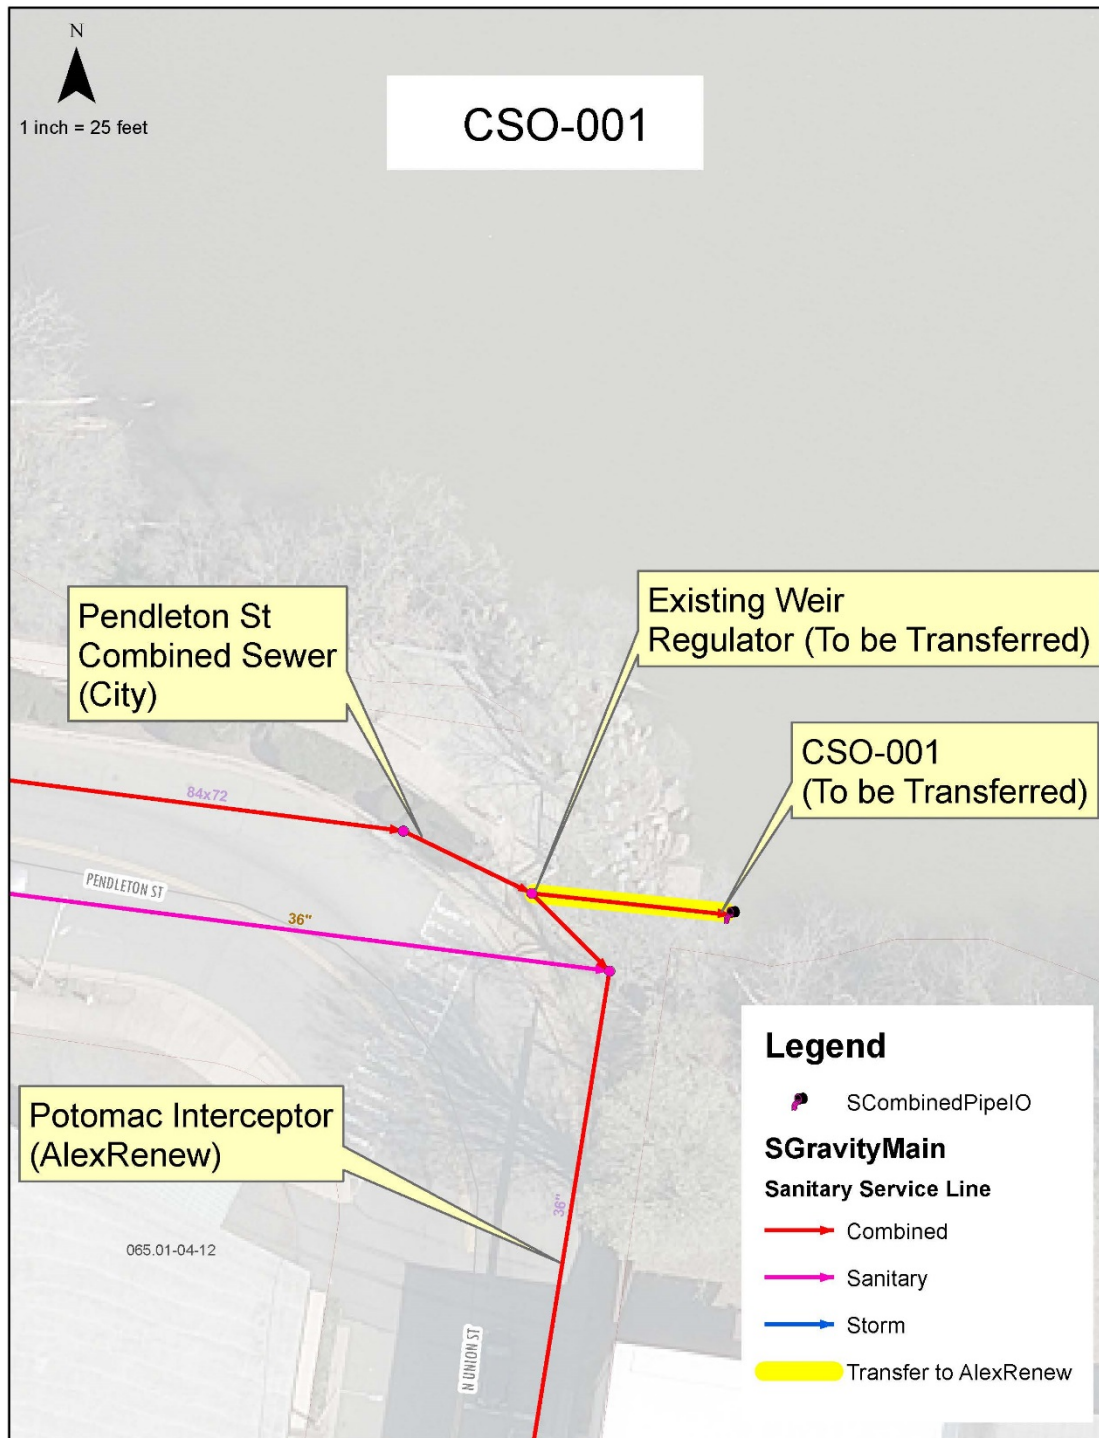 N
1 inch = 25 feet
CSO-001
Pendleton St
Combined Sewer
(City)
Existing Weir
Regulator (To be Transferred)
CSO-001
(To be Transferred)
84x72
PENDLETON ST
36"
Potomac Interceptor
(AlexRenew)
36"
065.01-04-12
N UNION ST
Legend
SCombinedPipeIO
SGravityMain
Sanitary Service Line
Combined
Sanitary
Storm
Transfer to AlexRenew